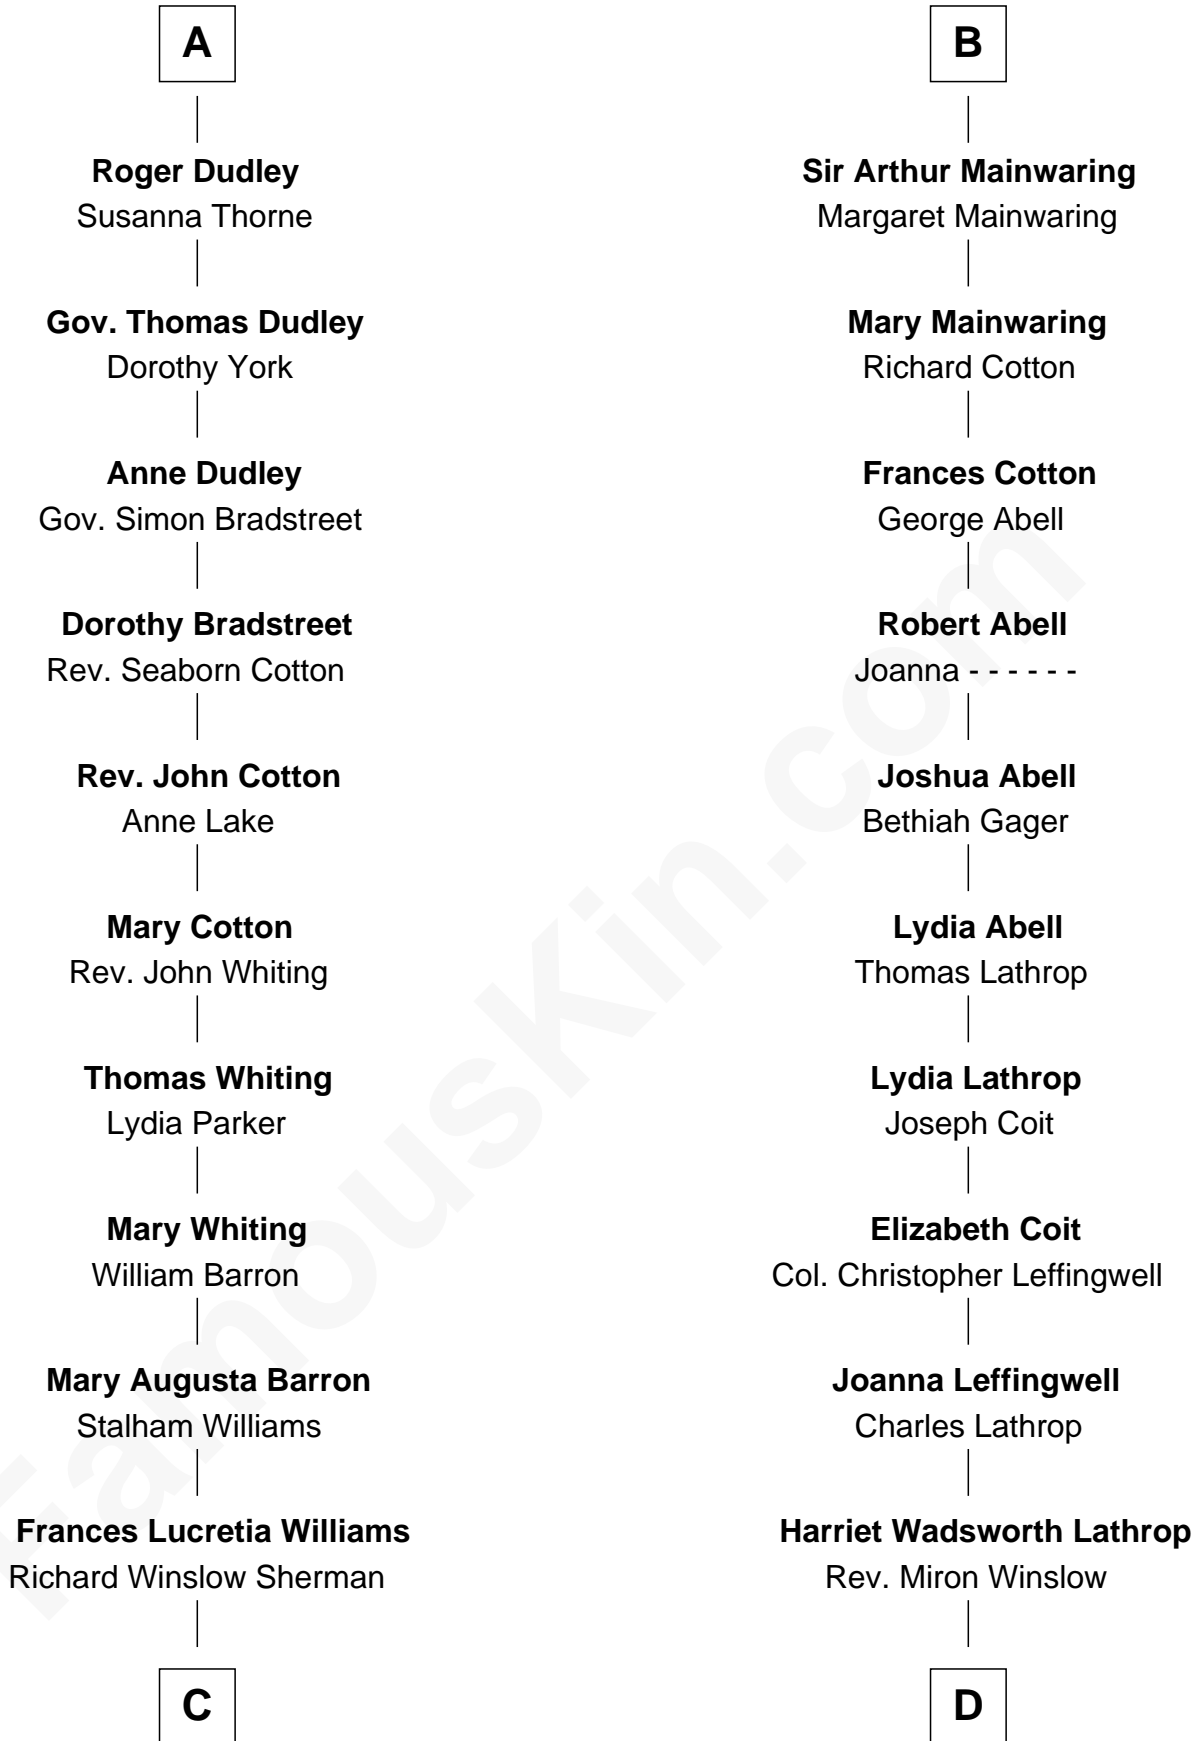 A
Roger Dudley
Susanna Thorne
Gov. Thomas Dudley
Dorothy York
Anne Dudley
Gov. Simon Bradstreet
Dorothy Bradstreet
Rev. Seaborn Cotton
Rev. John Cotton
Anne Lake
Mary Cotton
Rev. John Whiting
Thomas Whiting
Lydia Parker
Mary Whiting
William Barron
Mary Augusta Barron
Stalham Williams
Frances Lucretia Williams
Richard Winslow Sherman
C
B
Sir Arthur Mainwaring
Margaret Mainwaring
Mary Mainwaring
Richard Cotton
Frances Cotton
George Abell
Robert Abell
Joanna - - - - - -
Joshua Abell
Bethiah Gager
Lydia Abell
Thomas Lathrop
Lydia Lathrop
Joseph Coit
Elizabeth Coit
Col. Christopher Leffingwell
Joanna Leffingwell
Charles Lathrop
Harriet Wadsworth Lathrop
Rev. Miron Winslow
D
FamousKin.com